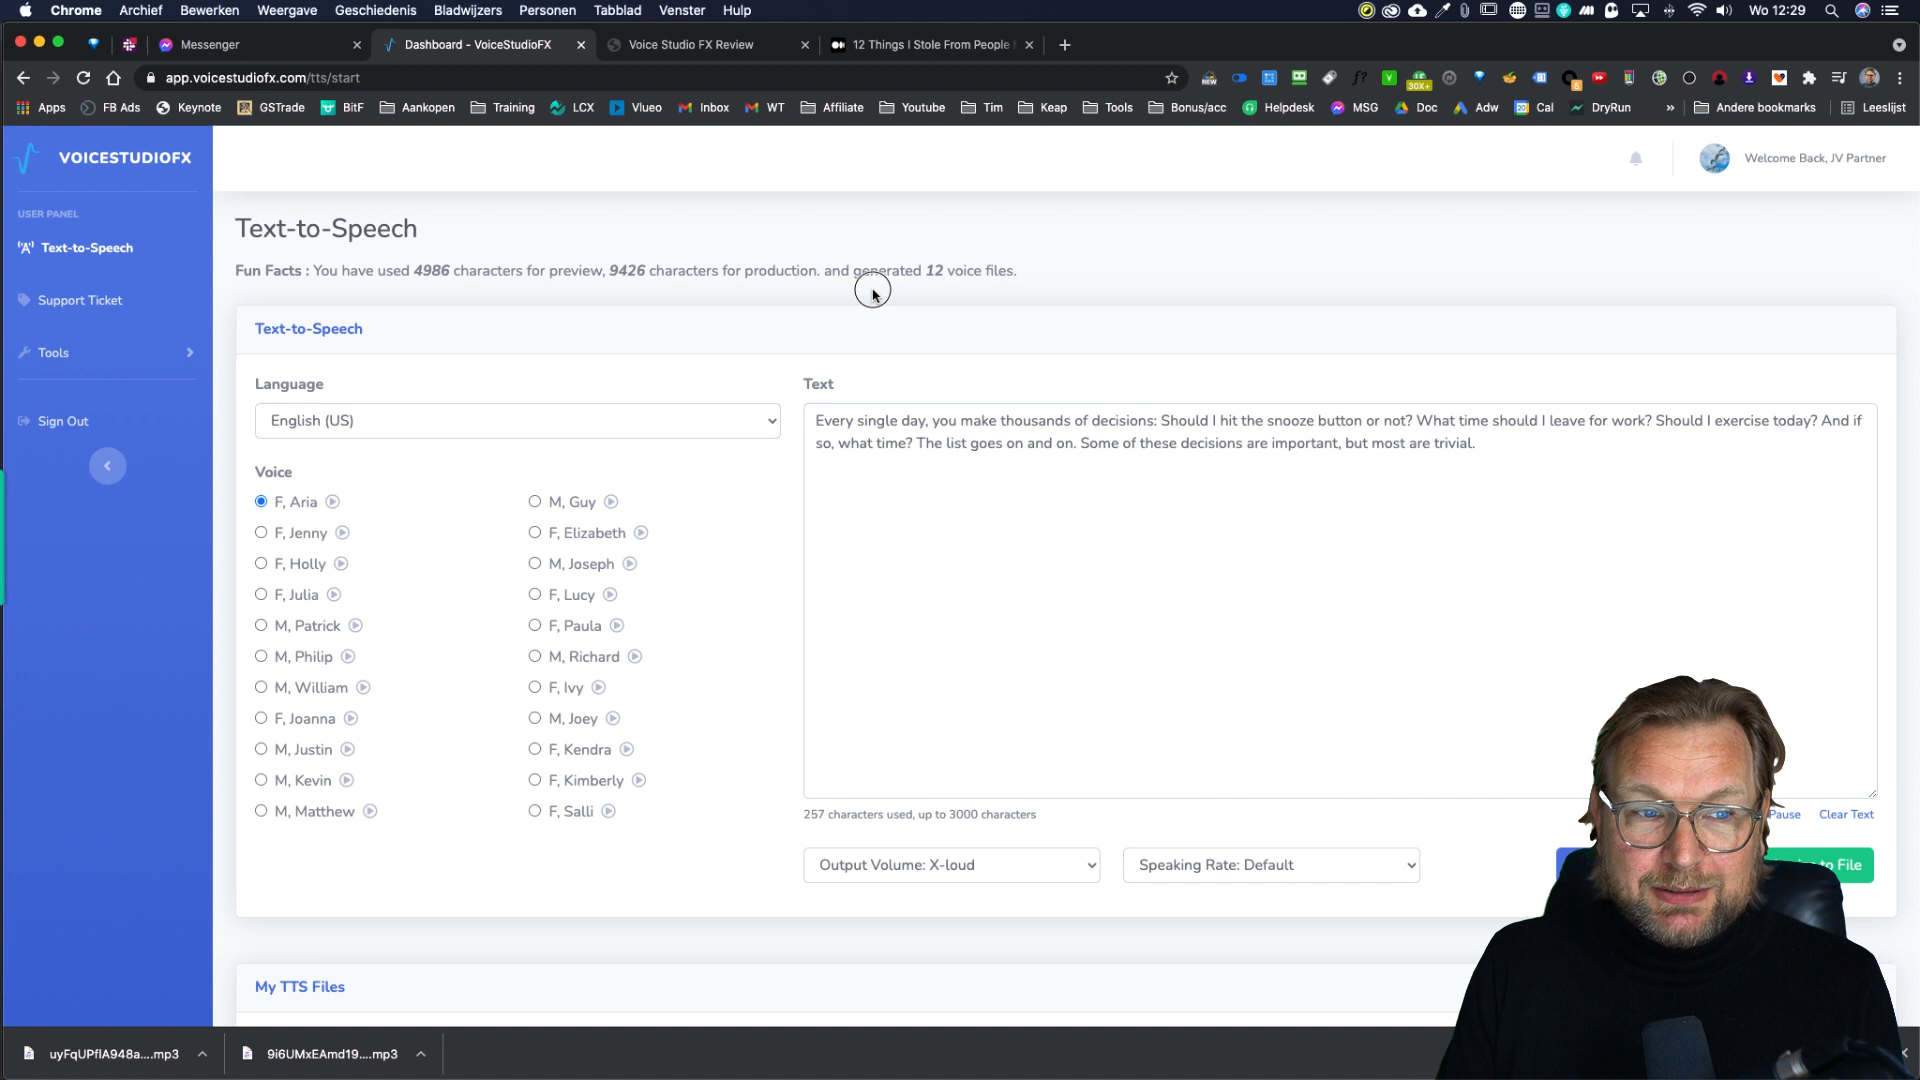 Chrome Archief Bewerken Weergave Geschiedenis Bladwijzers Personen Tabblad Venster Hulp Wo 12:29
Messenger Dashboard - VoiceStudioFX Voice Studio FX Review 12 Things I Stole From People
app.voicestudiofx.com/tts/start
Apps FB Ads Keynote GSTrade BitF Aankopen Training LCX Vlueo Inbox WT Affiliate Youtube Tim Keap Tools Bonus/acc Helpdesk MSG Doc Adw Cal DryRun » Andere bookmarks Leeslijst
VOICESTUDIOFX
Welcome Back, JV Partner
USER PANEL
Text-to-Speech
Support Ticket
Tools
Sign Out
Text-to-Speech
Fun Facts : You have used 4986 characters for preview, 9426 characters for production. and generated 12 voice files.
Text-to-Speech
Language
English (US)
Voice
F, Aria
M, Guy
F, Jenny
F, Elizabeth
F, Holly
M, Joseph
F, Julia
F, Lucy
M, Patrick
F, Paula
M, Philip
M, Richard
M, William
F, Ivy
F, Joanna
M, Joey
M, Justin
F, Kendra
M, Kevin
F, Kimberly
M, Matthew
F, Salli
Text
Every single day, you make thousands of decisions: Should I hit the snooze button or not? What time should I leave for work? Should I exercise today? And if
so, what time? The list goes on and on. Some of these decisions are important, but most are trivial.
257 characters used, up to 3000 characters
Pause Clear Text
Output Volume: X-loud
Speaking Rate: Default
to File
My TTS Files
uyFqUPflA948a....mp3
9i6UMxEAmd19....mp3